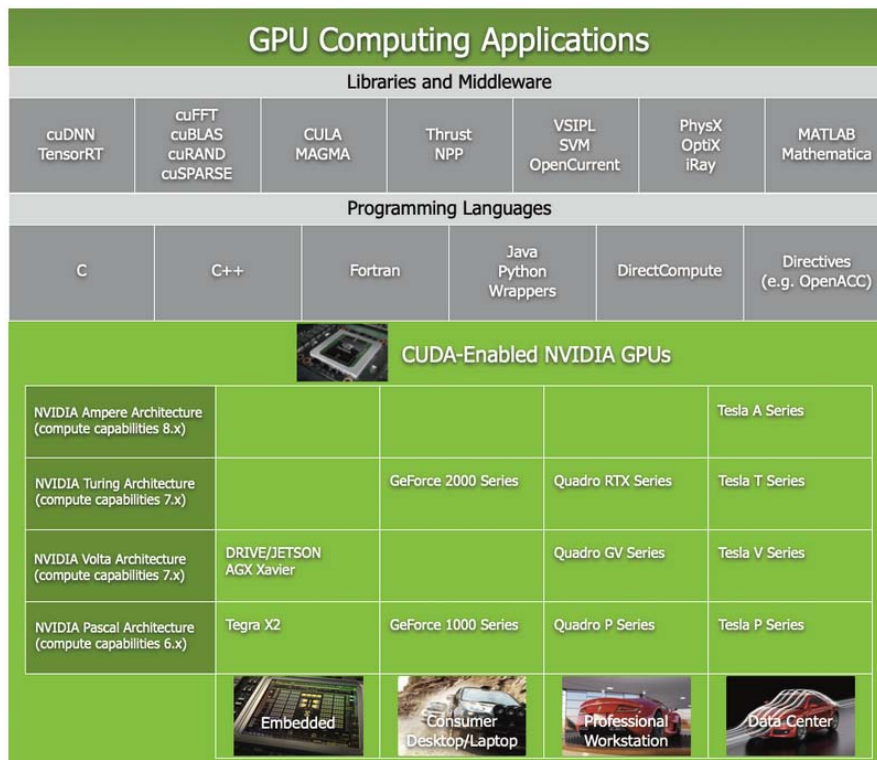 GPU Computing Applications
Libraries and Middleware
cuDNN
TensorRT
cuFFT
cuBLAS
cuRAND
cuSPARSE
CULA
MAGMA
Thrust
NPP
VSIPL
SVM
OpenCurrent
PhysX
OptiX
iRay
MATLAB
Mathematica
Programming Languages
C
C++
Fortran
Java
Python
Wrappers
DirectCompute
Directives
(e.g. OpenACC)
CUDA-Enabled NVIDIA GPUs
NVIDIA Ampere Architecture
(compute capabilities 8.x)
Tesla A Series
NVIDIA Turing Architecture
(compute capabilities 7.x)
GeForce 2000 Series
Quadro RTX Series
Tesla T Series
NVIDIA Volta Architecture
(compute capabilities 7.x)
DRIVE/JETSON
AGX Xavier
Quadro GV Series
Tesla V Series
NVIDIA Pascal Architecture
(compute capabilities 6.x)
Tegra X2
GeForce 1000 Series
Quadro P Series
Tesla P Series
Embedded
Consumer
Desktop/Laptop
Professional
Workstation
Data Center